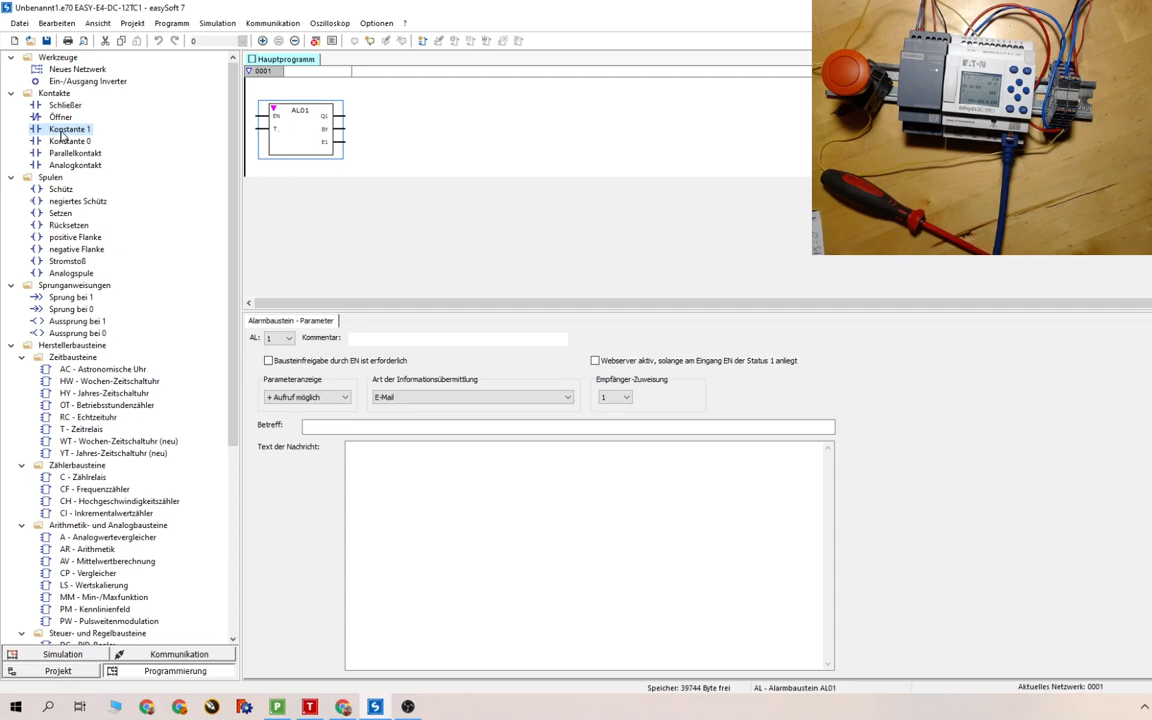 Unbenannt1.e70 EASY-E4-DC-12TC1 - easySoft 7
Datei Bearbeiten Ansicht Projekt Programm Simulation Kommunikation Oszilloskop Optionen ?
0
Werkzeuge
Neues Netzwerk
Ein-/Ausgang Inverter
Kontakte
Schließer
Öffner
Konstante 1
Konstante 0
Parallelkontakt
Analogkontakt
Spulen
Schütz
negiertes Schütz
Setzen
Rücksetzen
positive Flanke
negative Flanke
Stromstoß
Analogspule
Sprunganweisungen
Sprung bei 1
Sprung bei 0
Aussprung bei 1
Aussprung bei 0
Herstellerbausteine
Zeitbausteine
AC - Astronomische Uhr
HW - Wochen-Zeitschaltuhr
HY - Jahres-Zeitschaltuhr
OT - Betriebsstundenzähler
RC - Echtzeituhr
T - Zeitrelais
WT - Wochen-Zeitschaltuhr (neu)
YT - Jahres-Zeitschaltuhr (neu)
Zählerbausteine
C - Zählrelais
CF - Frequenzzähler
CH - Hochgeschwindigkeitszähler
CI - Inkrementalwertzähler
Arithmetik- und Analogbausteine
A - Analogwertevergleicher
AR - Arithmetik
AV - Mittelwertberechnung
CP - Vergleicher
LS - Wertskalierung
MM - Min-/Maxfunktion
PM - Kennlinienfeld
PW - Pulsweitenmodulation
Steuer- und Regelbausteine
Simulation Kommunikation
Projekt Programmierung
Hauptprogramm
0001
AL01
EN Q1
T_ BY
E1
Alarmbaustein - Parameter
AL: 1 Kommentar:
Bausteinfreigabe durch EN ist erforderlich Webserver aktiv, solange am Eingang EN der Status 1 anliegt
Parameteranzeige Art der Informationsübermittlung Empfänger-Zuweisung
+ Aufruf möglich E-Mail 1
Betreff:
Text der Nachricht:
Speicher: 39744 Byte frei AL - Alarmbaustein AL01 Aktuelles Netzwerk: 0001